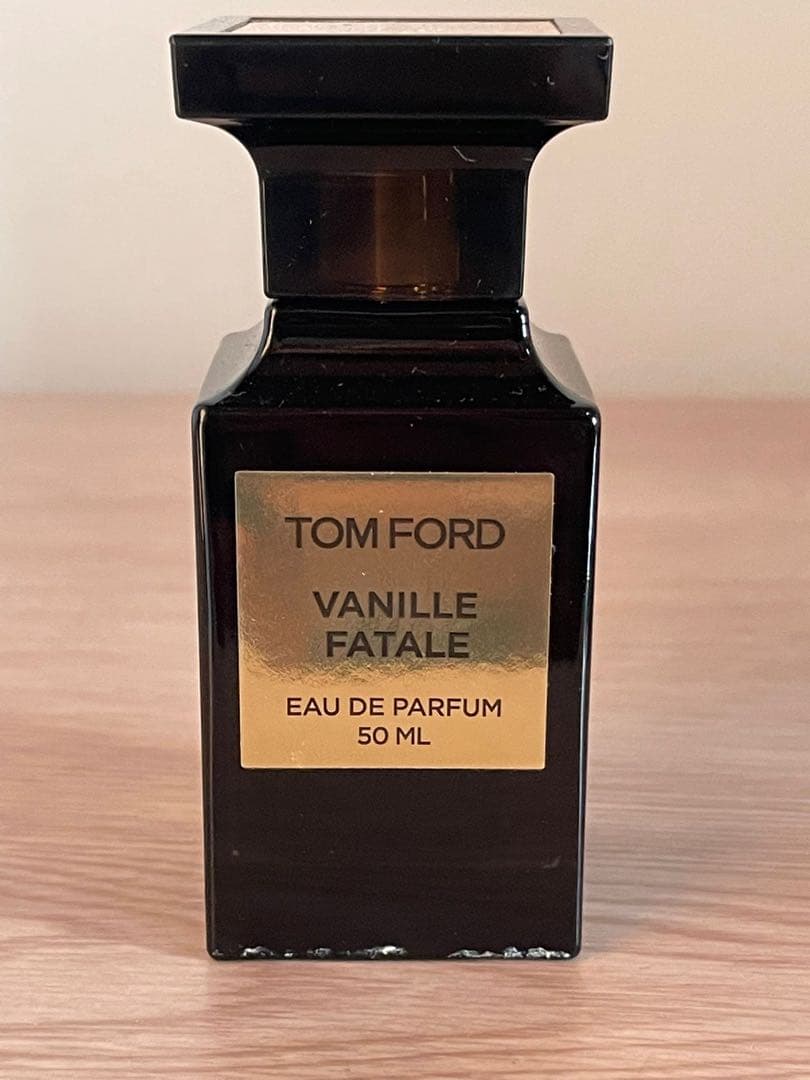 TOM FORD
VANILLE
FATALE
EAU DE PARFUM
50 ML